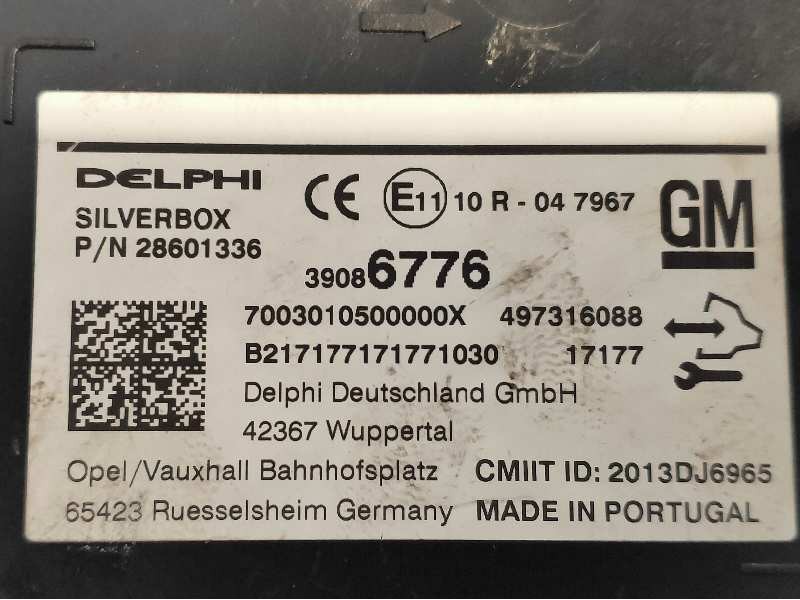 DELPHI
SILVERBOX
P/N 28601336
CE E11 10 R - 04 7967
GM
39086776
7003010500000X 497316088
B217177171771030 17177
Delphi Deutschland GmbH
42367 Wuppertal
Opel/Vauxhall Bahnhofsplatz CMIIT ID: 2013DJ6965
65423 Ruesselsheim Germany MADE IN PORTUGAL